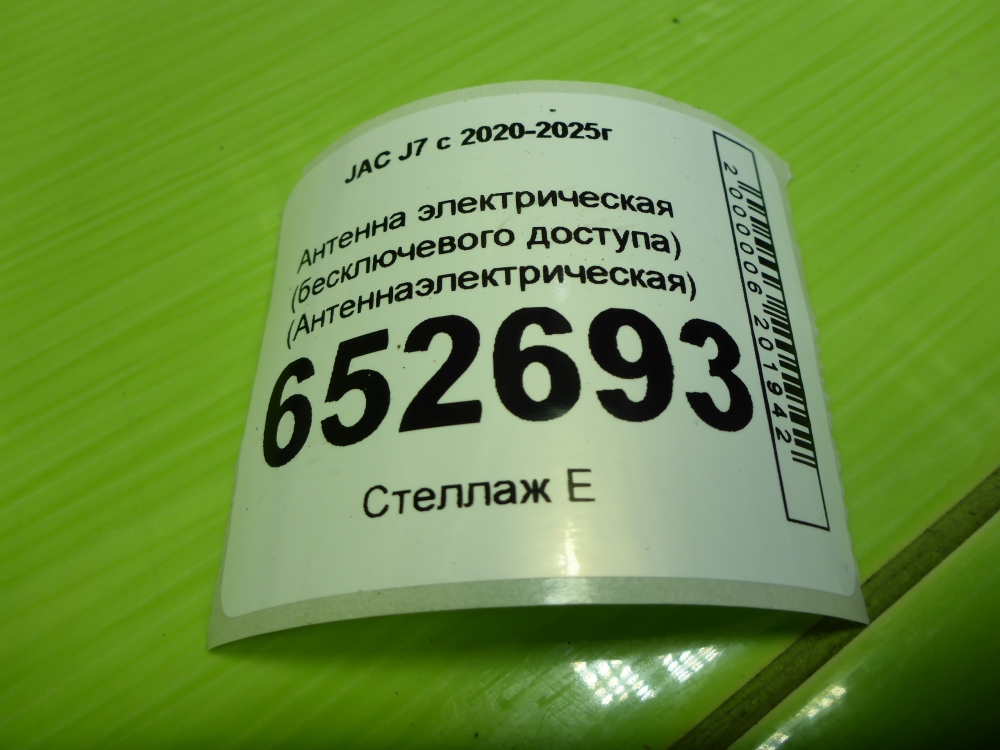 JAC J7 с 2020-2025г
Антенна электрическая
(бесключевого доступа)
(Антеннаэлектрическая)
652693
Стеллаж Е
2000006201942